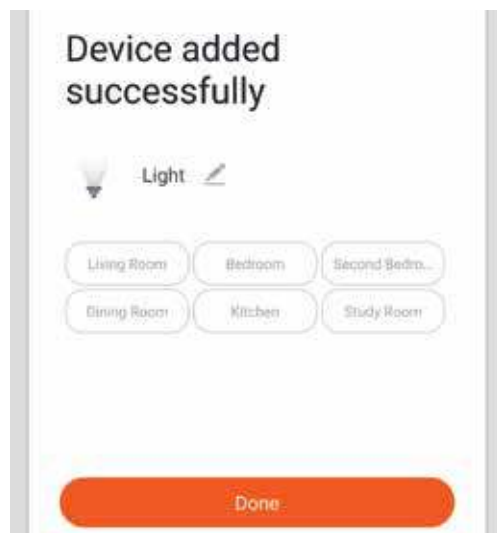 Device added
successfully
Light
Living Room Bedroom Second Bedro...
Dining Room Kitchen Study Room
Done